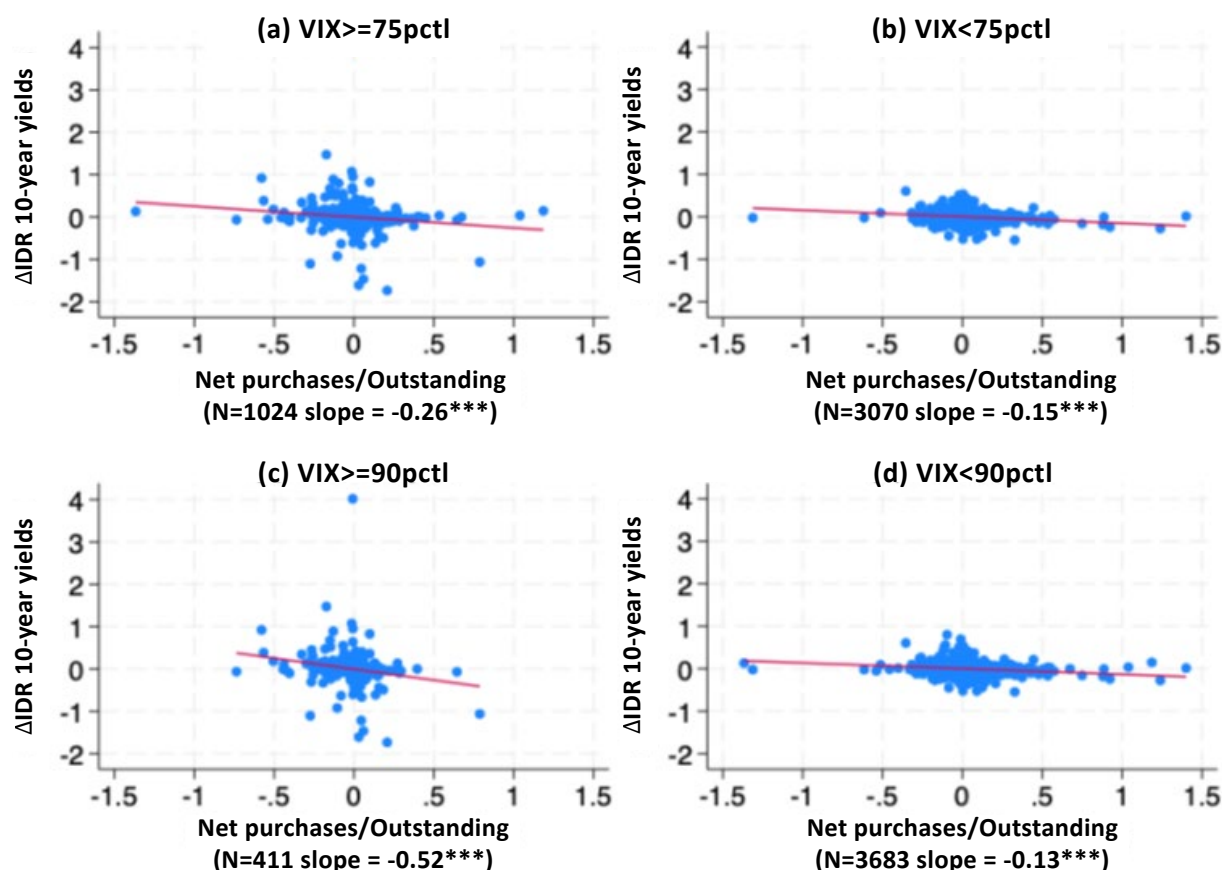 (a) VIX>=75pctl
ΔIDR 10-year yields
4
3
2
1
0
-1
-2
-1.5 -1 -.5 0 .5 1 1.5
Net purchases/Outstanding
(N=1024 slope = -0.26***)
(b) VIX<75pctl
ΔIDR 10-year yields
4
3
2
1
0
-1
-2
-1.5 -1 -.5 0 .5 1 1.5
Net purchases/Outstanding
(N=3070 slope = -0.15***)
(c) VIX>=90pctl
ΔIDR 10-year yields
4
3
2
1
0
-1
-2
-1.5 -1 -.5 0 .5 1 1.5
Net purchases/Outstanding
(N=411 slope = -0.52***)
(d) VIX<90pctl
ΔIDR 10-year yields
4
3
2
1
0
-1
-2
-1.5 -1 -.5 0 .5 1 1.5
Net purchases/Outstanding
(N=3683 slope = -0.13***)